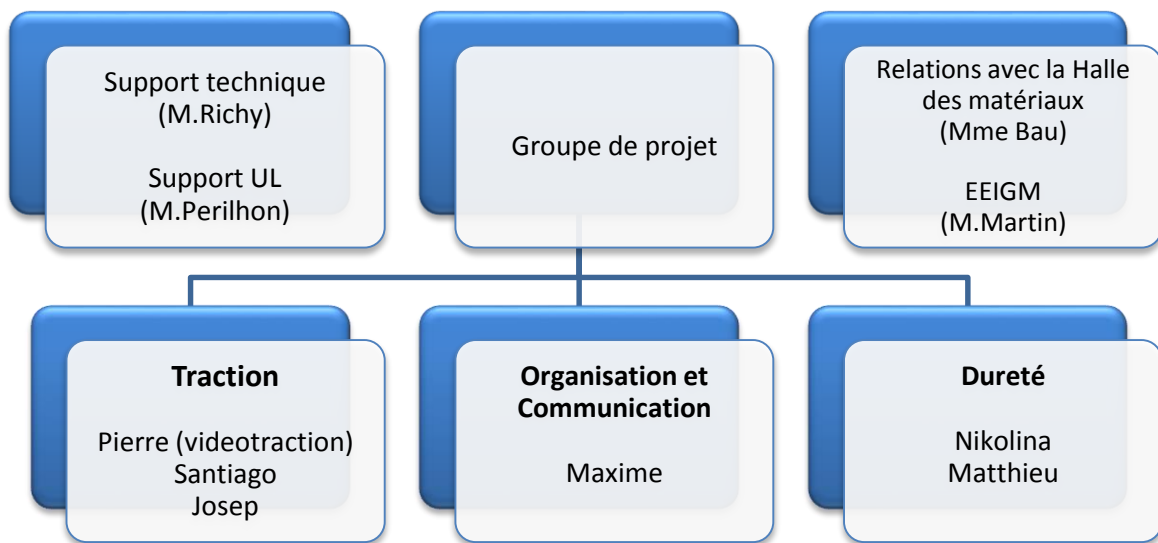 Support technique
(M.Richy)
Support UL
(M.Perilhon)
Groupe de projet
Relations avec la Halle
des matériaux
(Mme Bau)
EEIGM
(M.Martin)
Traction
Pierre (videotraction)
Santiago
Josep
Organisation et
Communication
Maxime
Dureté
Nikolina
Matthieu